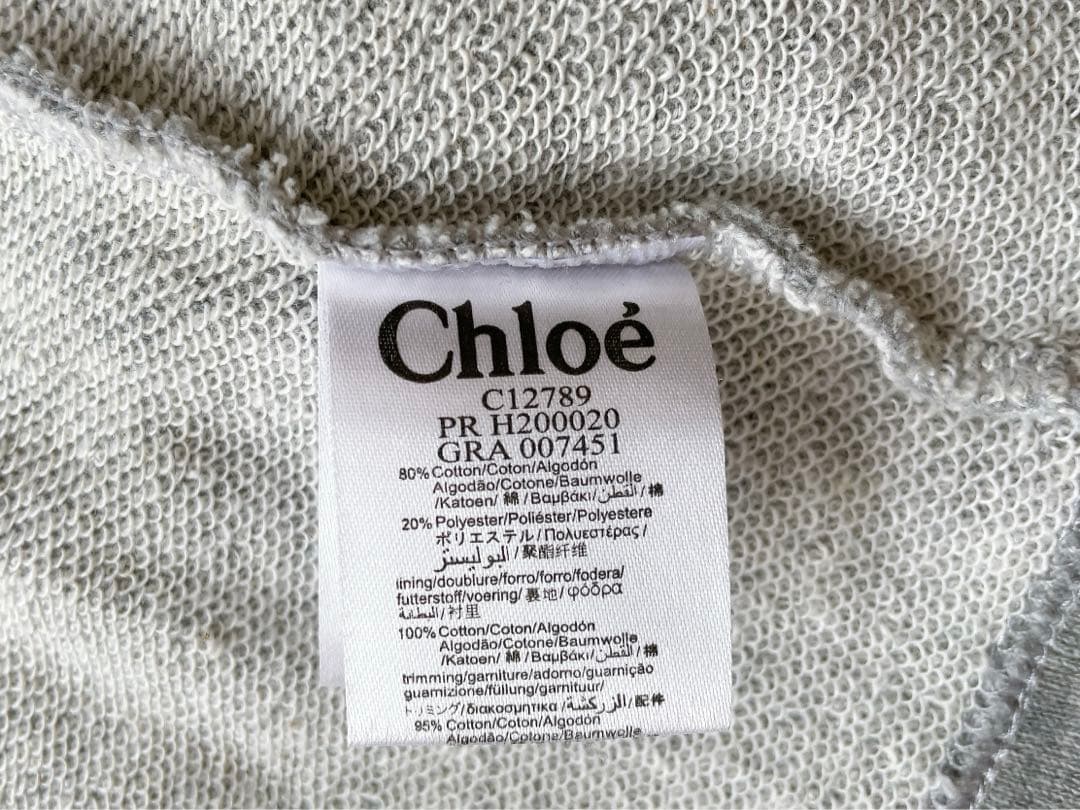 Chloé
C12789
PR H200020
GRA 007451
80% Cotton/Coton/Algodón
Algodão/Cotone/Baumwolle
/Katoen/ 綿 /Βαμβάκι/القطن/ 棉
20% Polyester/Poliéster/Polyestere
ポリエステル/Πολυεστέρας/
البوليستر/聚酯纤维
lining/doublure/forro/forro/fodera/
futterstoff/voering/ 裏地/φόδρα
البطانة/衬里
100% Cotton/Coton/Algodón
Algodão/Cotone/Baumwolle
/Katoen/ 綿 /Βαμβάκι/القطن/ 棉
trimming/garniture/adorno/guarnição
guarnizione/füllung/garnituur/
トリミング/διακοσμητικα/الزركشة/配件
95% Cotton/Coton/Algodón
Algodão/Cotone/Baumwolle